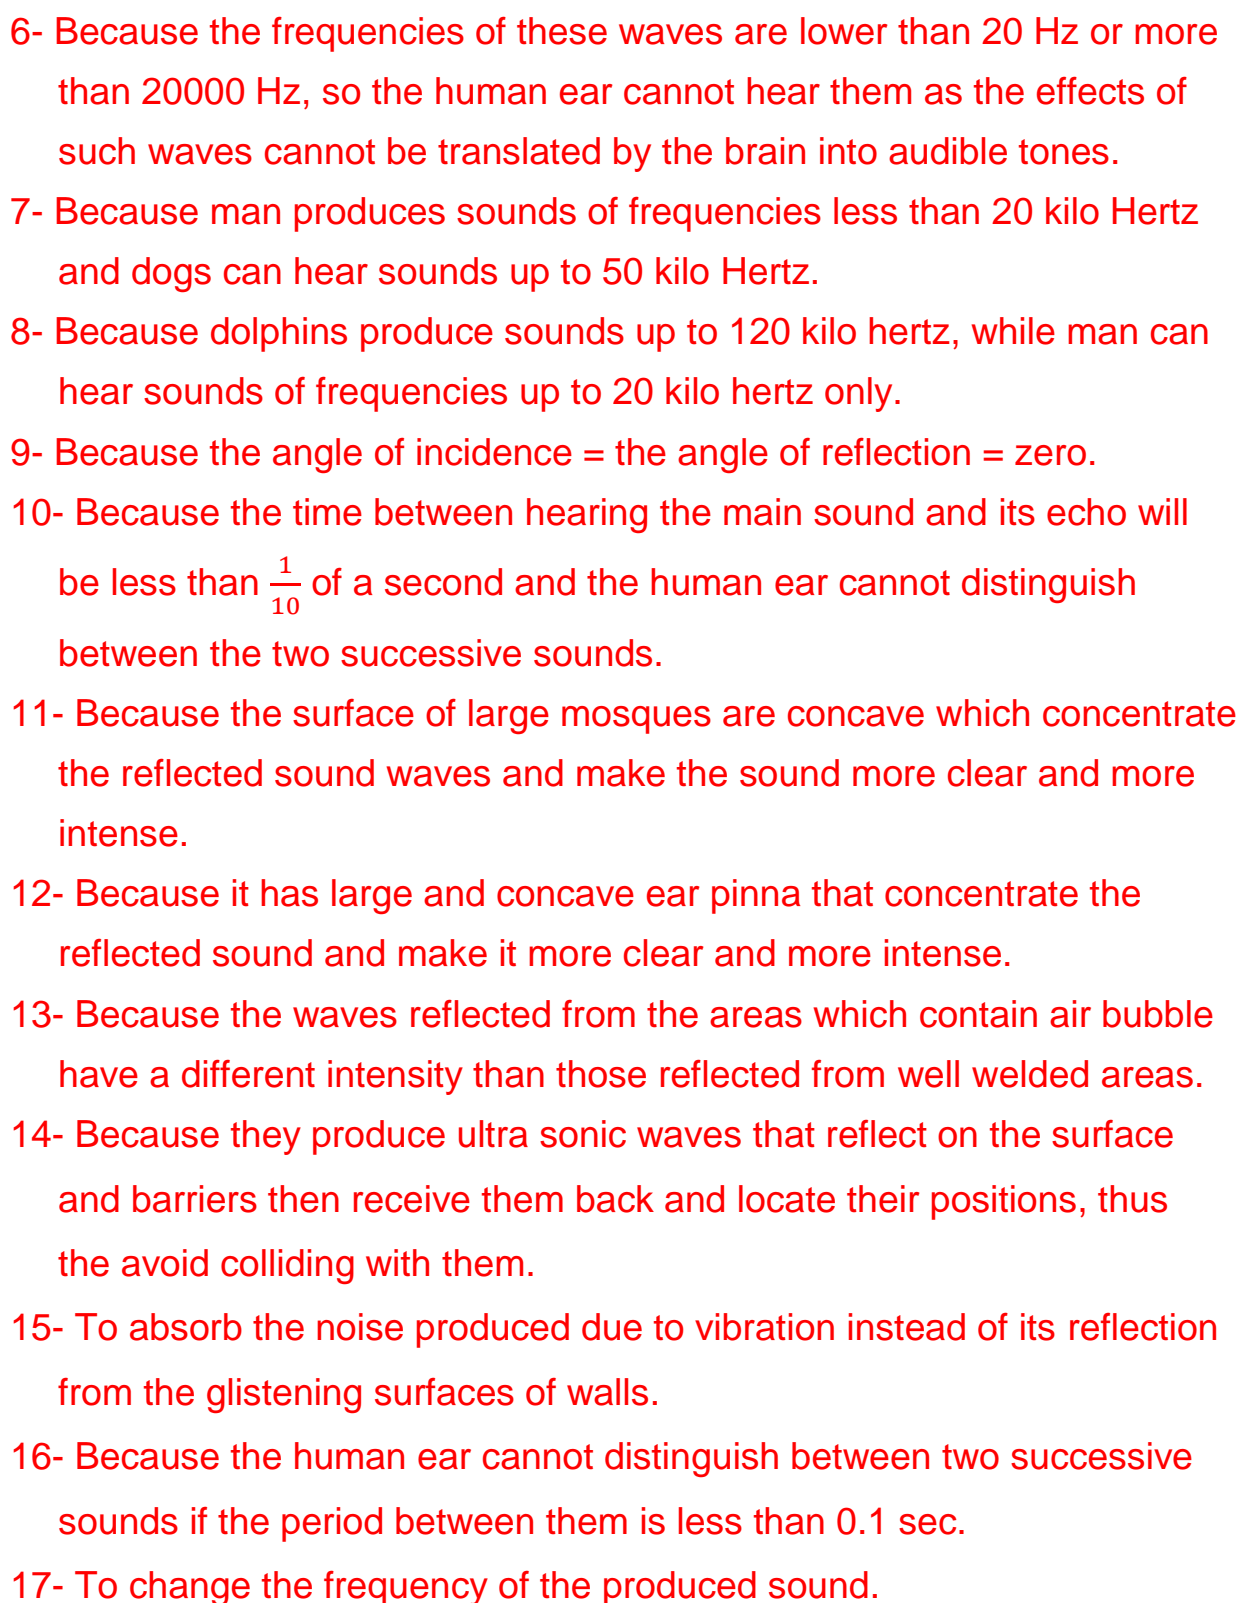 6- Because the frequencies of these waves are lower than 20 Hz or more
than 20000 Hz, so the human ear cannot hear them as the effects of
such waves cannot be translated by the brain into audible tones.
7- Because man produces sounds of frequencies less than 20 kilo Hertz
and dogs can hear sounds up to 50 kilo Hertz.
8- Because dolphins produce sounds up to 120 kilo hertz, while man can
hear sounds of frequencies up to 20 kilo hertz only.
9- Because the angle of incidence = the angle of reflection = zero.
10- Because the time between hearing the main sound and its echo will
be less than 1/10 of a second and the human ear cannot distinguish
between the two successive sounds.
11- Because the surface of large mosques are concave which concentrate
the reflected sound waves and make the sound more clear and more
intense.
12- Because it has large and concave ear pinna that concentrate the
reflected sound and make it more clear and more intense.
13- Because the waves reflected from the areas which contain air bubble
have a different intensity than those reflected from well welded areas.
14- Because they produce ultra sonic waves that reflect on the surface
and barriers then receive them back and locate their positions, thus
the avoid colliding with them.
15- To absorb the noise produced due to vibration instead of its reflection
from the glistening surfaces of walls.
16- Because the human ear cannot distinguish between two successive
sounds if the period between them is less than 0.1 sec.
17- To change the frequency of the produced sound.